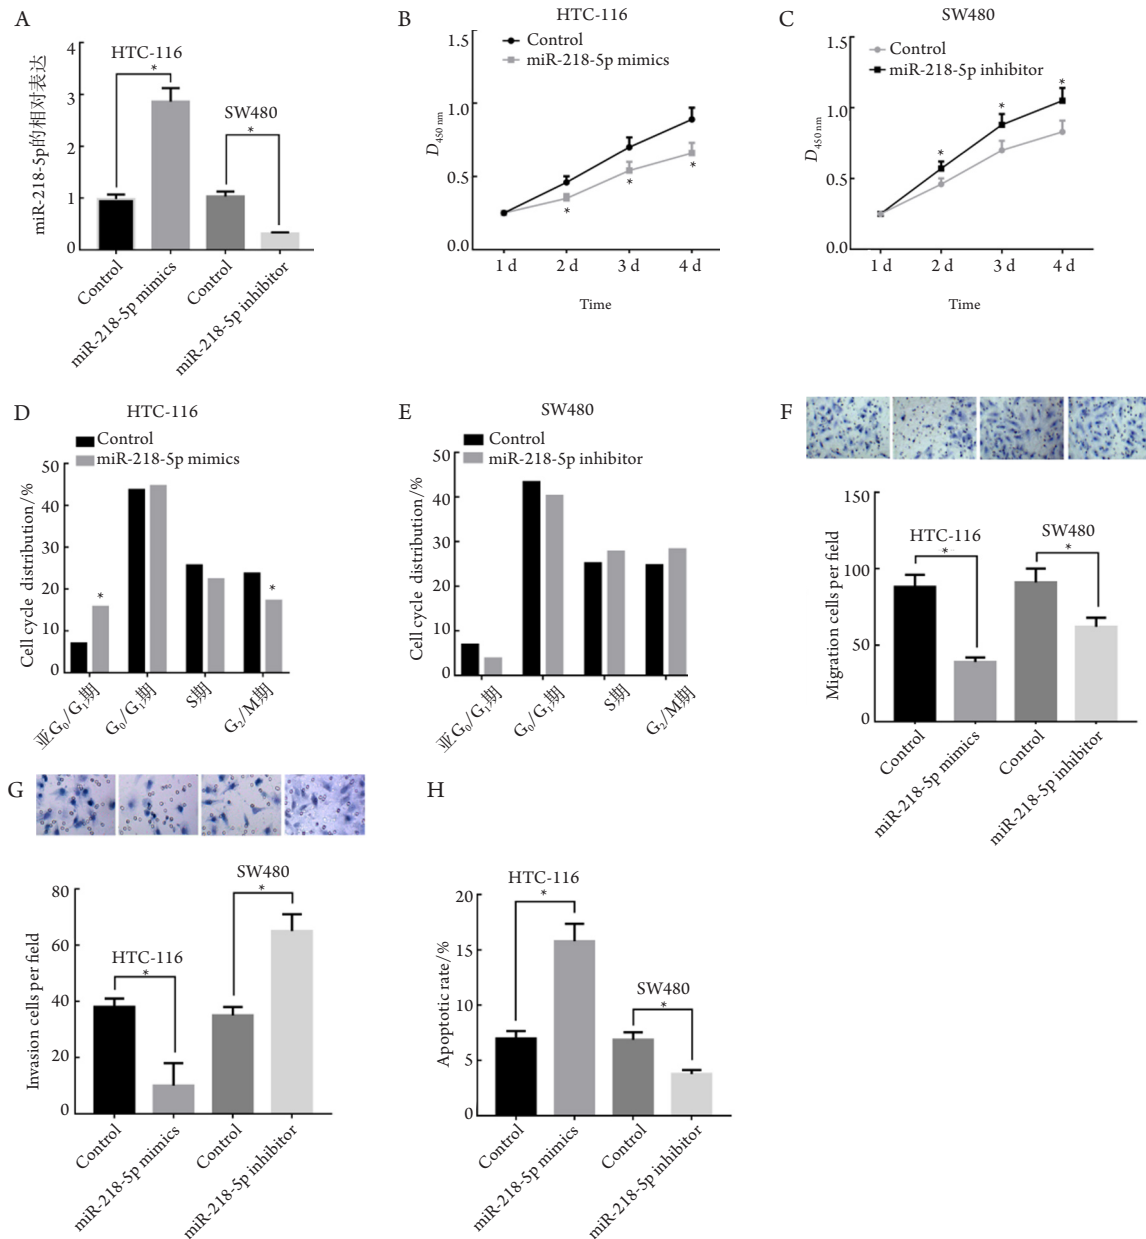 A
HTC-116
SW480
miR-218-5p的相对表达
4
3
2
1
0
*
*
Control
miR-218-5p mimics
Control
miR-218-5p inhibitor
B
HTC-116
Control
miR-218-5p mimics
D450 nm
1.5
1.0
0.5
0.0
*
*
*
1 d 2 d 3 d 4 d
Time
C
SW480
Control
miR-218-5p inhibitor
D450 nm
1.5
1.0
0.5
0.0
*
*
*
1 d 2 d 3 d 4 d
Time
D
HTC-116
Control
miR-218-5p mimics
Cell cycle distribution/%
50
40
30
20
10
0
*
*
亚G0/G1期
G0/G1期
S期
G2/M期
E
SW480
Control
miR-218-5p inhibitor
Cell cycle distribution/%
50
40
30
20
10
0
亚G0/G1期
G0/G1期
S期
G2/M期
F
Migration cells per field
150
100
50
0
HTC-116
*
SW480
*
Control
miR-218-5p mimics
Control
miR-218-5p inhibitor
G
Invasion cells per field
80
60
40
20
0
HTC-116
*
SW480
*
Control
miR-218-5p mimics
Control
miR-218-5p inhibitor
H
Apoptotic rate/%
20
15
10
5
0
HTC-116
*
SW480
*
Control
miR-218-5p mimics
Control
miR-218-5p inhibitor